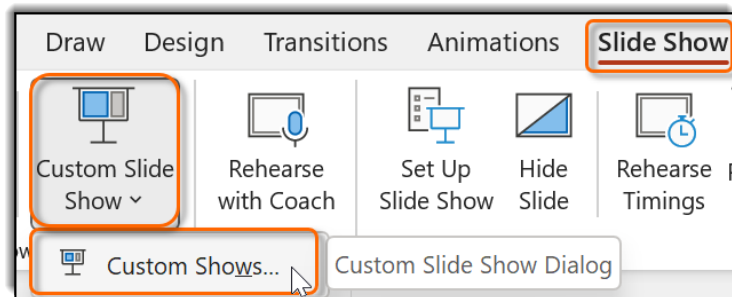 Draw Design Transitions Animations Slide Show
Custom Slide Rehearse Set Up Hide Rehearse
Show with Coach Slide Show Slide Timings
Custom Shows... Custom Slide Show Dialog